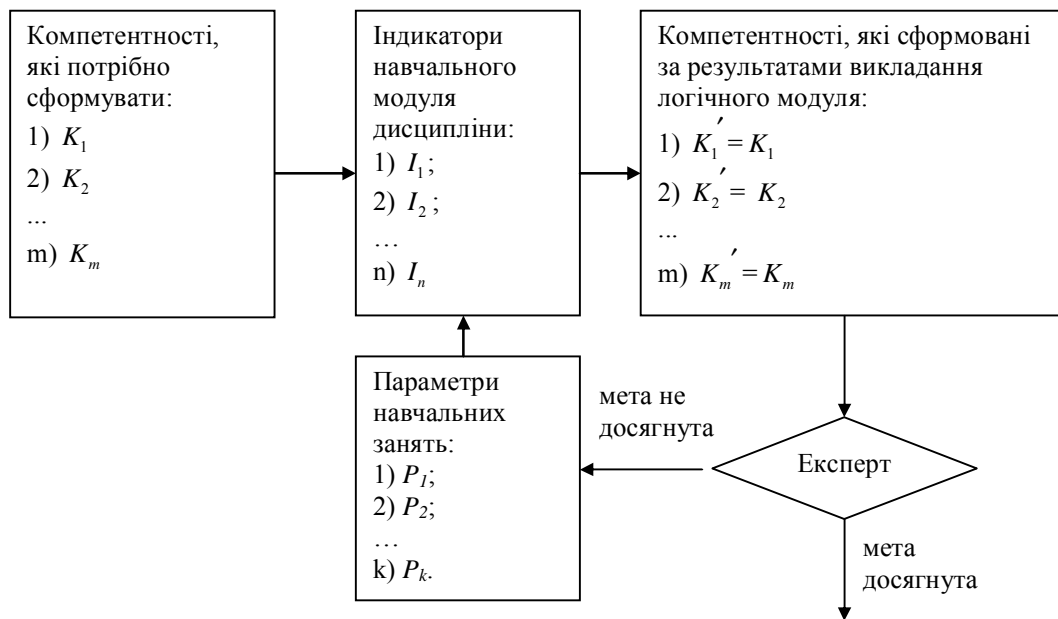 Компетентності,
які потрібно
сформувати:
1) K₁
2) K₂
...
m) Kₘ
Індикатори
навчального
модуля
дисципліни:
1) I₁;
2) I₂;
…
n) Iₙ
Компетентності, які сформовані
за результатами викладання
логічного модуля:
1) K₁′ = K₁
2) K₂′ = K₂
...
m) Kₘ′ = Kₘ
Параметри
навчальних
занять:
1) P₁;
2) P₂;
…
k) Pₖ.
мета не
досягнута
Експерт
мета
досягнута